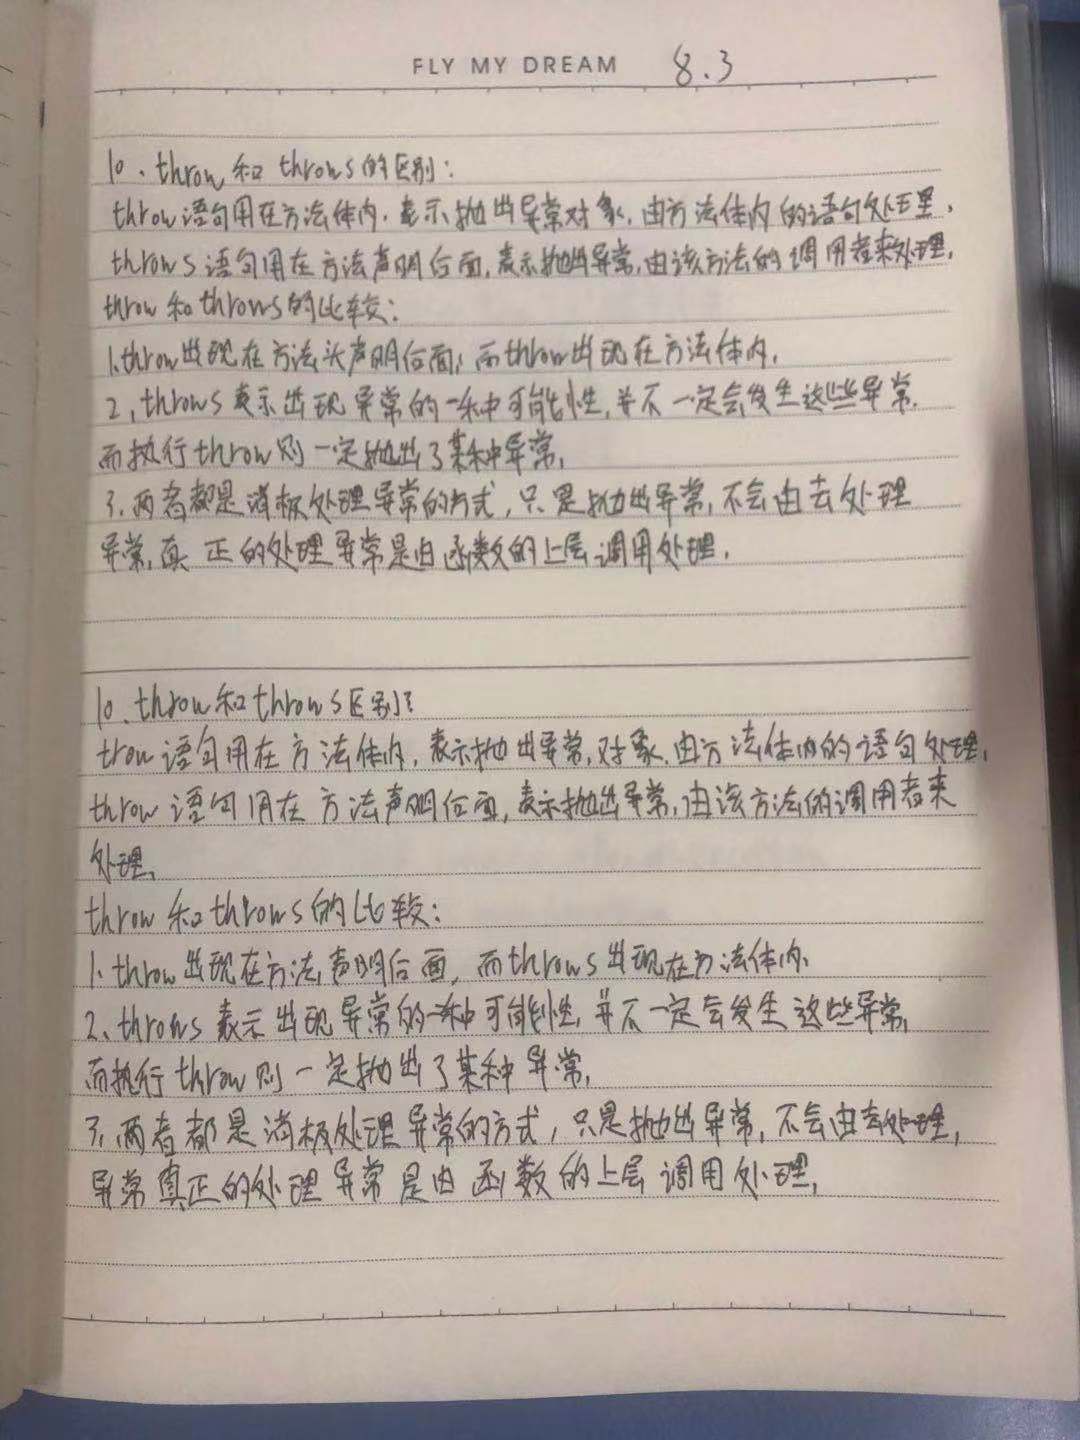 FLY MY DREAM 8.3
10、throw和 throws的区别:
throw语句用在方法体内,表示抛出异常对象,由方法体内的语句处理,
throws语句用在方法声明后面,表示抛出异常,由该方法的调用者来处理,
throw和throws的比较:
1、throw出现在方法头声明后面,而throw出现在方法体内,
2、throws表示出现异常的一种可能性,并不一定会发生这些异常,
而执行throw则一定抛出了某种异常,
3、两者都是消极处理异常的方式,只是抛出异常,不会由去处理
异常,真正的处理异常是由函数的上层调用处理,
10、throw和throws区别:
trow语句用在方法体内,表示抛出异常,对象,由方法体内的语句处理,
throw语句用在方法声明后面,表示抛出异常,由该方法的调用者来
处理,
throw和throws的比较:
1、throw出现在方法声明后面,而throws出现在方法体内,
2、throws表示出现异常的一种可能性,并不一定会发生这些异常,
而执行throw则一定抛出了某种异常,
3、两者都是消极处理异常的方式,只是抛出异常,不会由去处理,
异常真正的处理异常是由函数的上层调用处理,